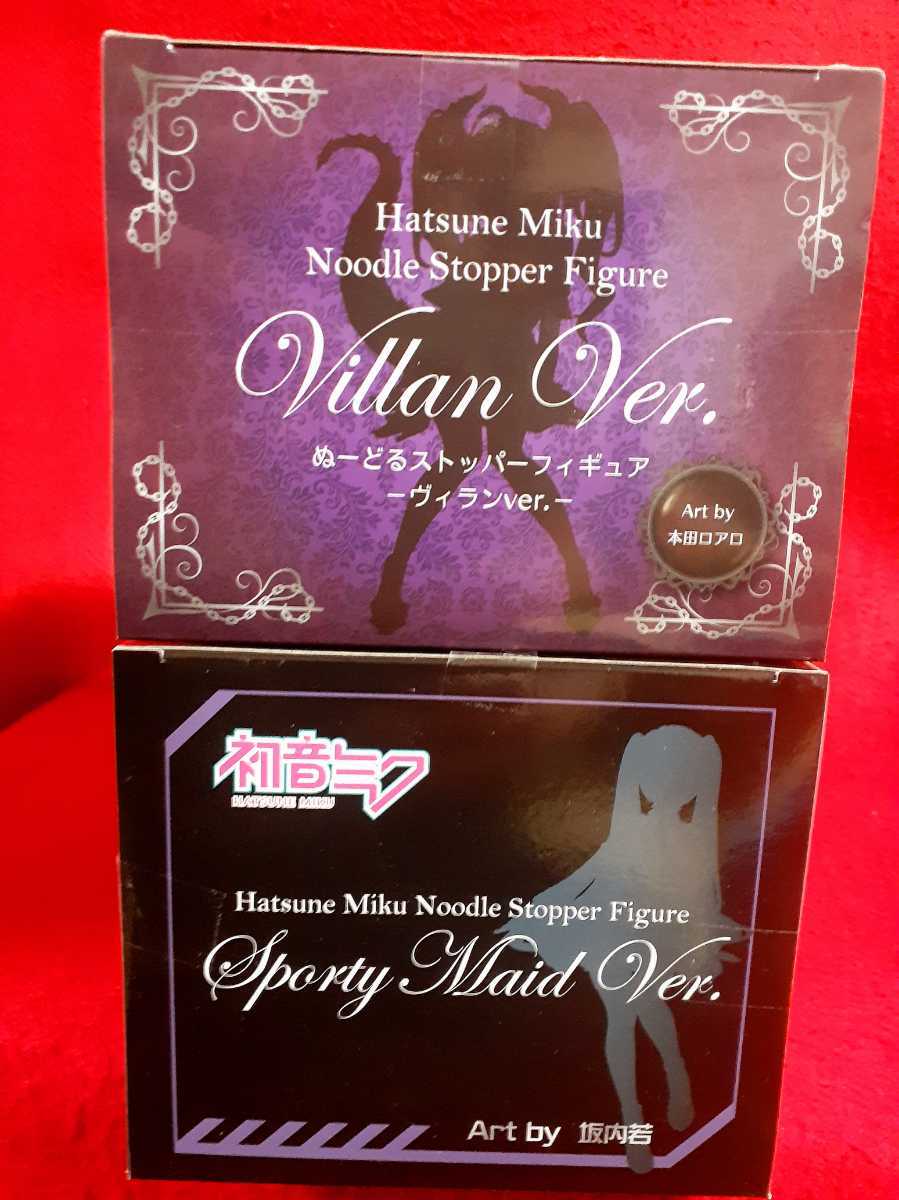 Hatsune Miku
Noodle Stopper Figure
Villan Ver.
ぬーどるストッパーフィギュア
－ヴィランver.－
Art by
本田ロアロ
初音ミク
HATSUNE MIKU
Hatsune Miku Noodle Stopper Figure
Sporty Maid Ver.
Art by 坂内若